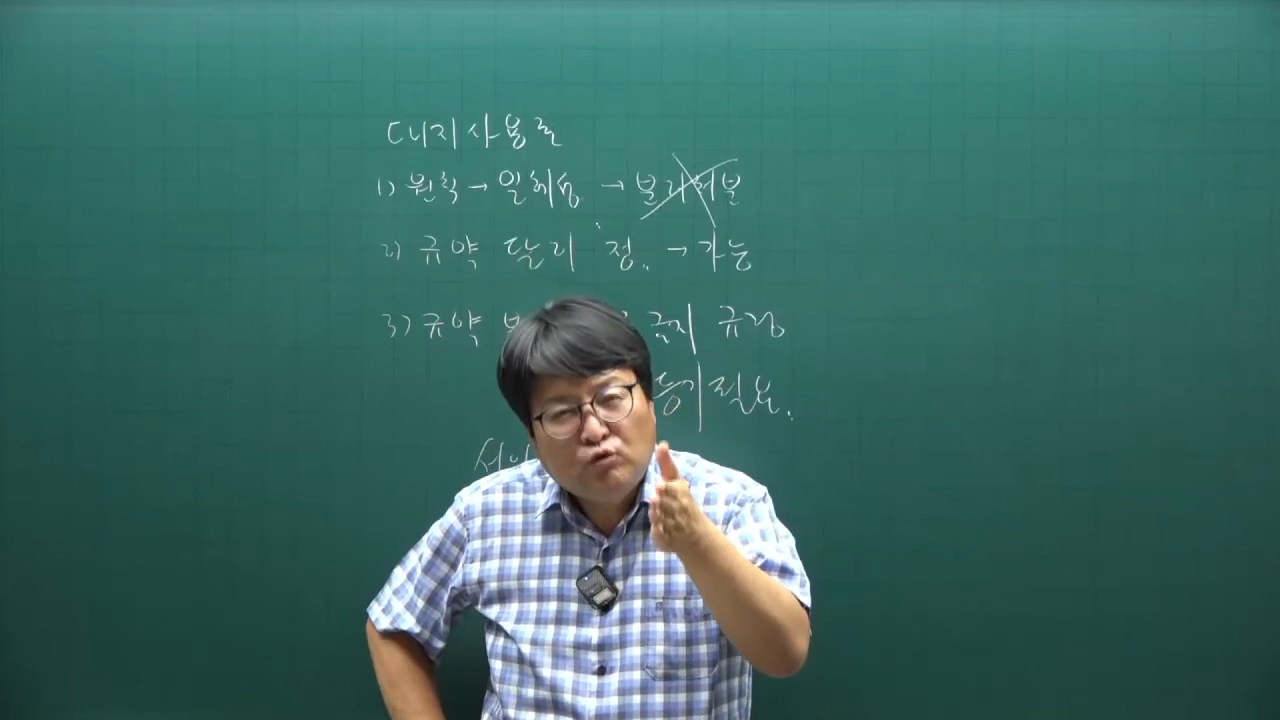 대지사용권
1) 원칙→일체성 →분리처분
2) 규약 달리 정.. →가능
3) 규약 금지 규정
등기 필요.